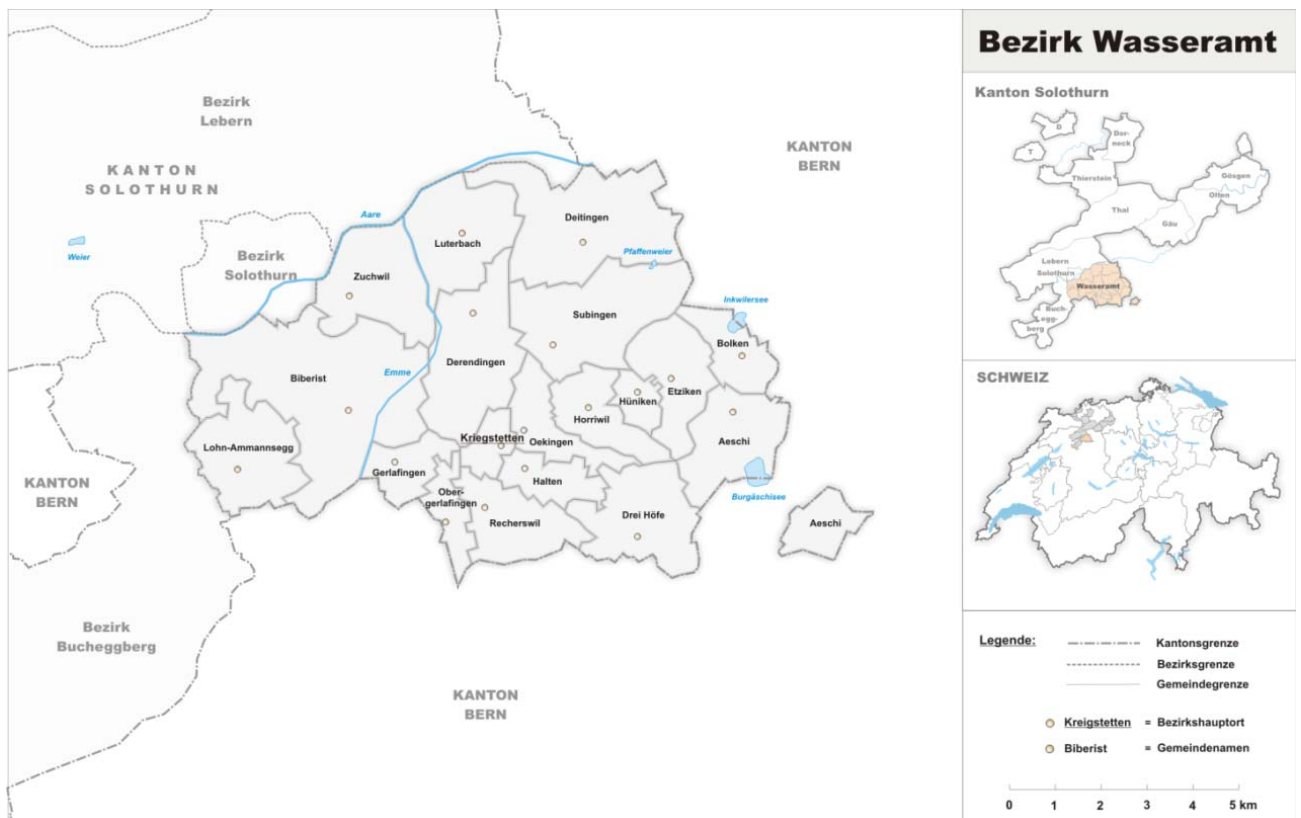 Bezirk
Lebern
KANTON
SOLOTHURN
KANTON
BERN
Weier
Aare
Bezirk
Solothurn
Luterbach
Deitingen
Pfaffenweier
Zuchwil
Inkwilersee
Subingen
Bolken
Derendingen
Biberist
Emme
Etziken
Hüniken
Horriwil
Aeschi
Kriegstetten
Oekingen
Lohn-Ammannsegg
Gerlafingen
Halten
KANTON
BERN
Ober-
gerlafingen
Burgäschisee
Drei Höfe
Recherswil
Aeschi
Bezirk
Bucheggberg
KANTON
BERN
Bezirk Wasseramt
Kanton Solothurn
D
Dor-
neck
T
Thierstein
Gösgen
Olten
Thal
Gäu
Lebern
Solothurn
Wasseramt
Buch-
egg-
berg
SCHWEIZ
Legende:
Kantonsgrenze
Bezirksgrenze
Gemeindegrenze
Kreigstetten = Bezirkshauptort
Biberist = Gemeindenamen
0 1 2 3 4 5 km